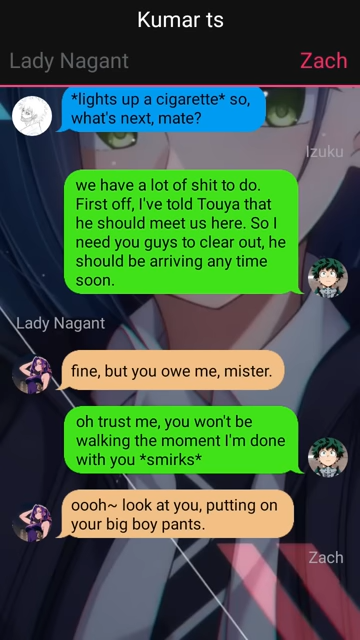 Kumar ts
Lady Nagant
Zach
*lights up a cigarette* so,
what's next, mate?
Izuku
we have a lot of shit to do.
First off, I've told Touya that
he should meet us here. So I
need you guys to clear out, he
should be arriving any time
soon.
Lady Nagant
fine, but you owe me, mister.
oh trust me, you won't be
walking the moment I'm done
with you *smirks*
oooh~ look at you, putting on
your big boy pants.
Zach